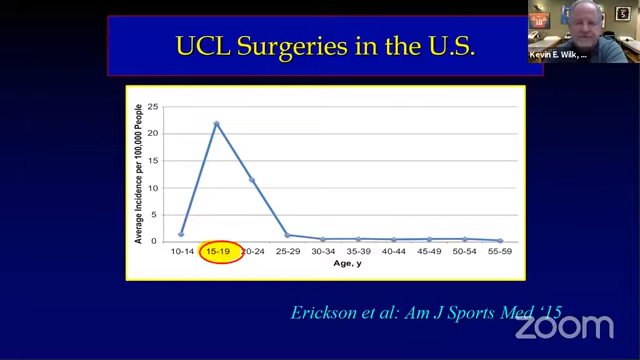 UCL Surgeries in the U.S.
Kevin E. Wilk, ...
Average Incidence per 100,000 People
25
20
15
10
5
0
10-14 15-19 20-24 25-29 30-34 35-39 40-44 45-49 50-54 55-59
Age, y
Erickson et al: Am J Sports Med ‘15
zoom